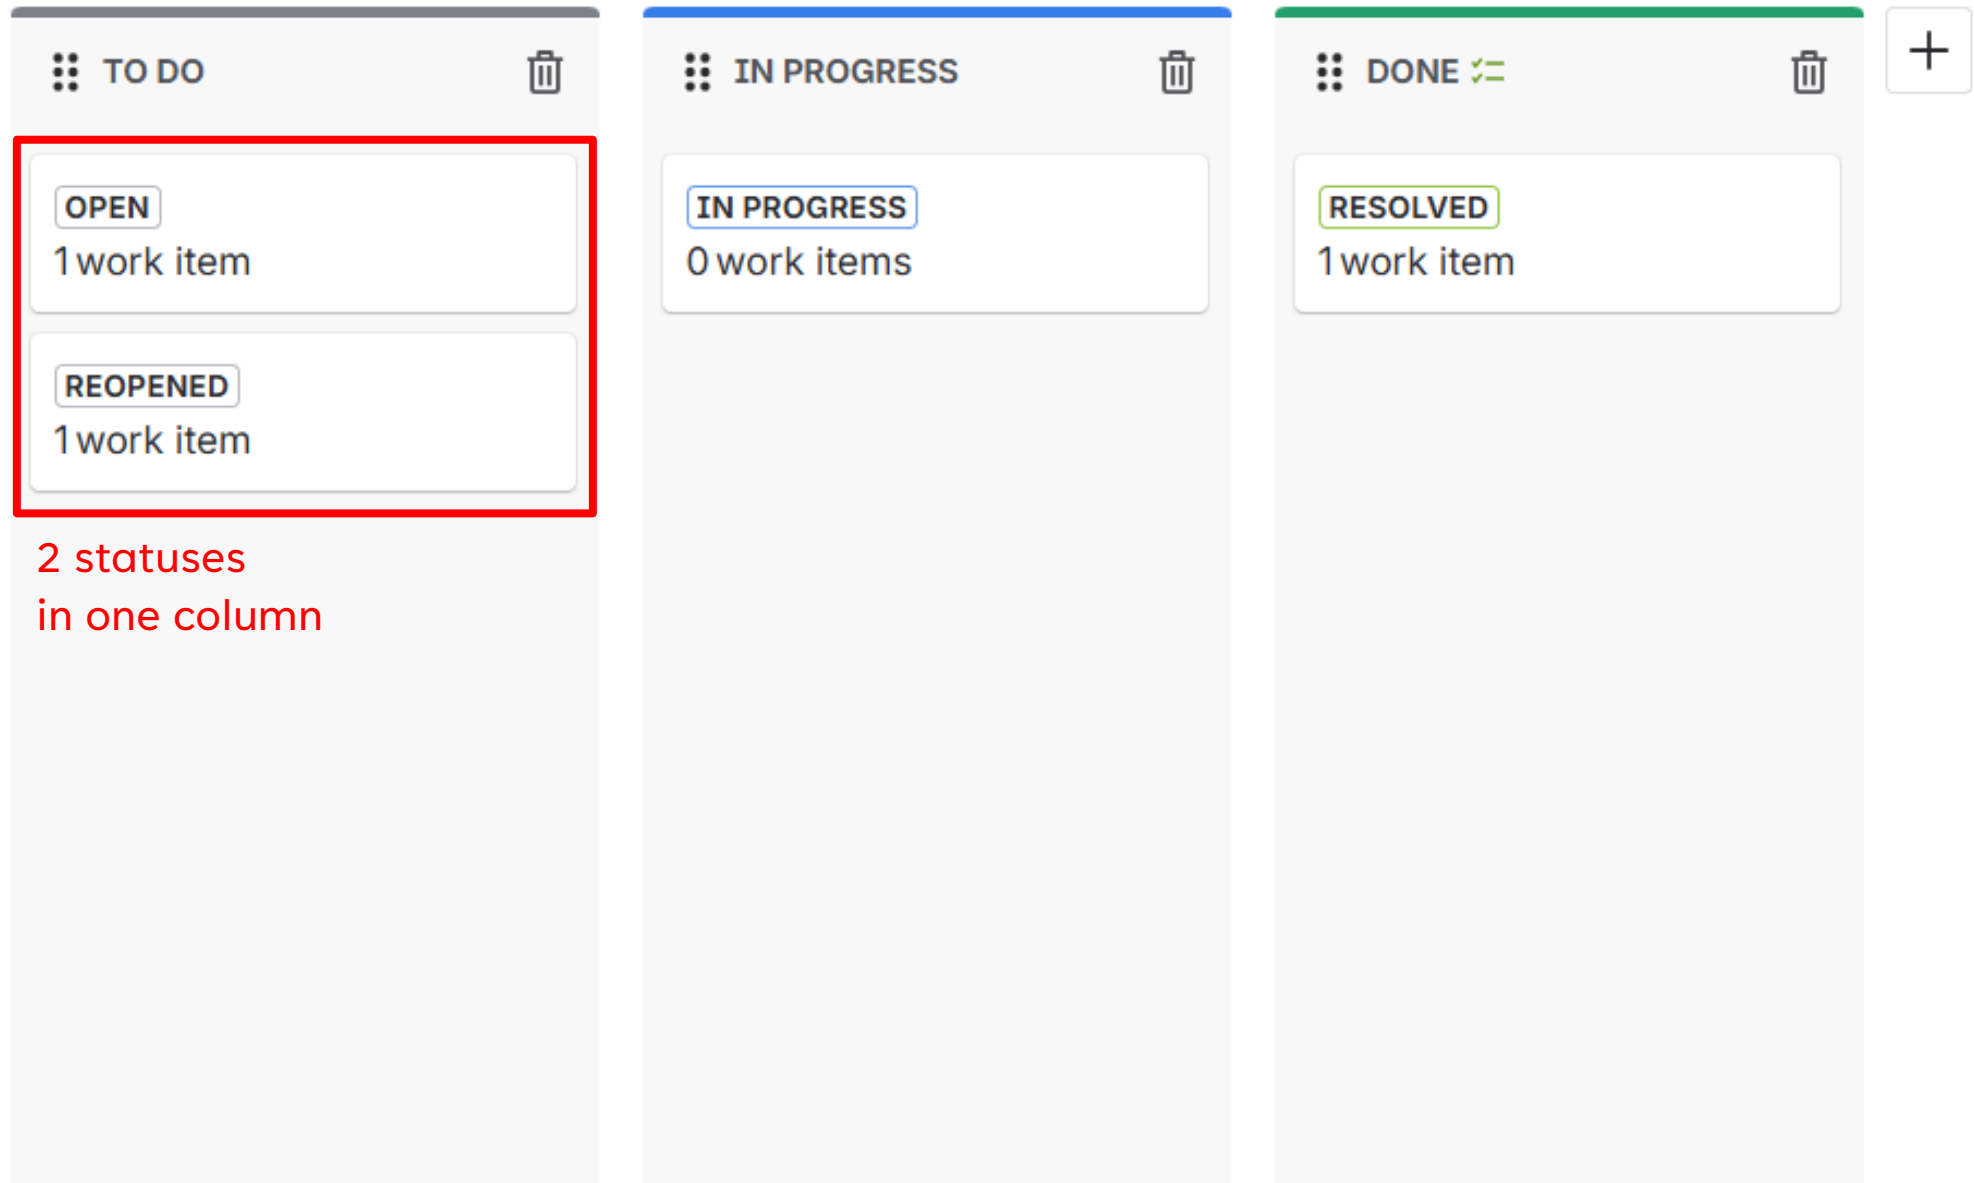 TO DO
OPEN
1 work item
REOPENED
1 work item
2 statuses
in one column
IN PROGRESS
IN PROGRESS
0 work items
DONE
RESOLVED
1 work item